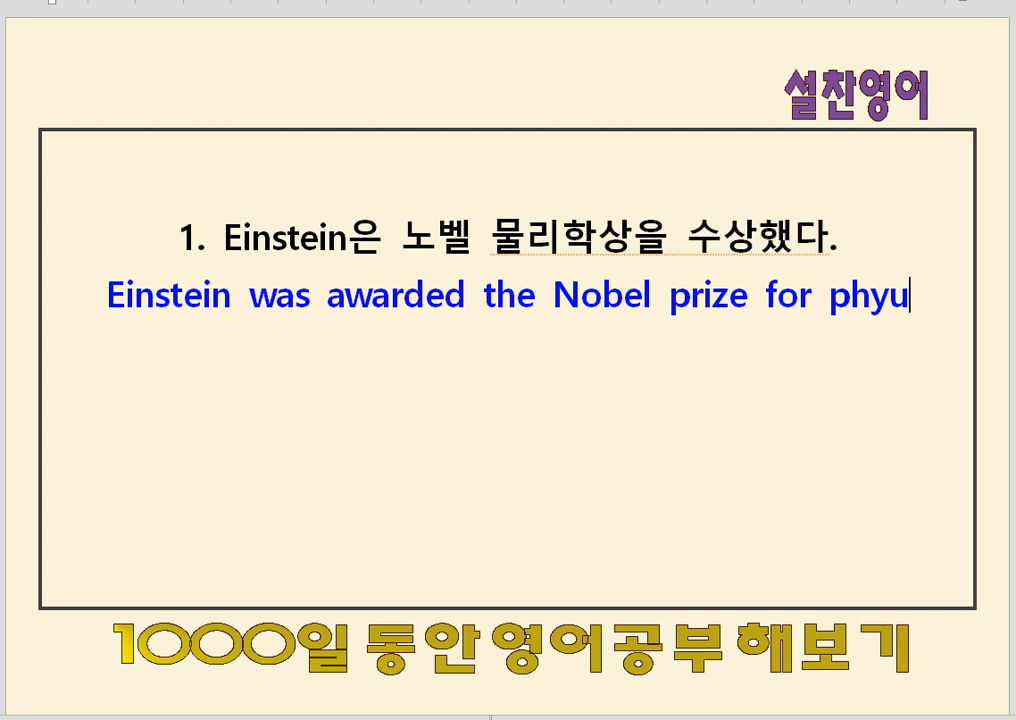 설찬영어
1. Einstein은 노벨 물리학상을 수상했다.
Einstein was awarded the Nobel prize for phyu
1000일 동안영어공부해보기